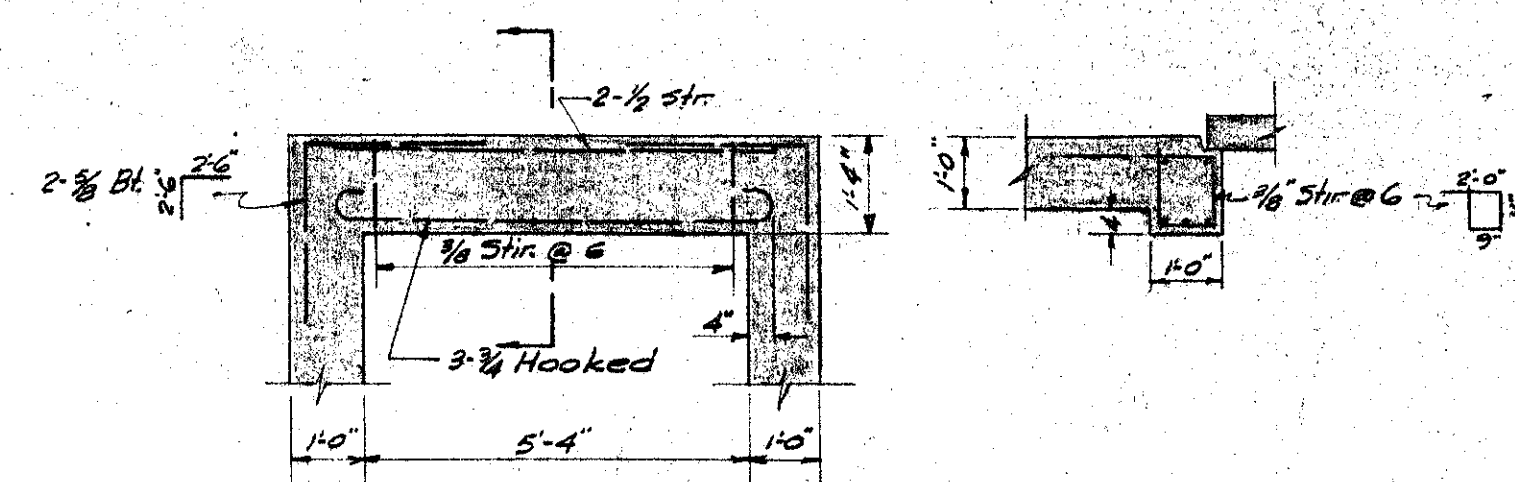 2-½ str.
2-⅝ Bt.
2'-6"
2'-6"
1'-4"
⅜ Stir. @ 6
4"
3-¾ Hooked
1'-0"
5'-4"
1'-0"
1'-0"
4
1'-0"
⅜" Stir @ 6
2'-0"
9"